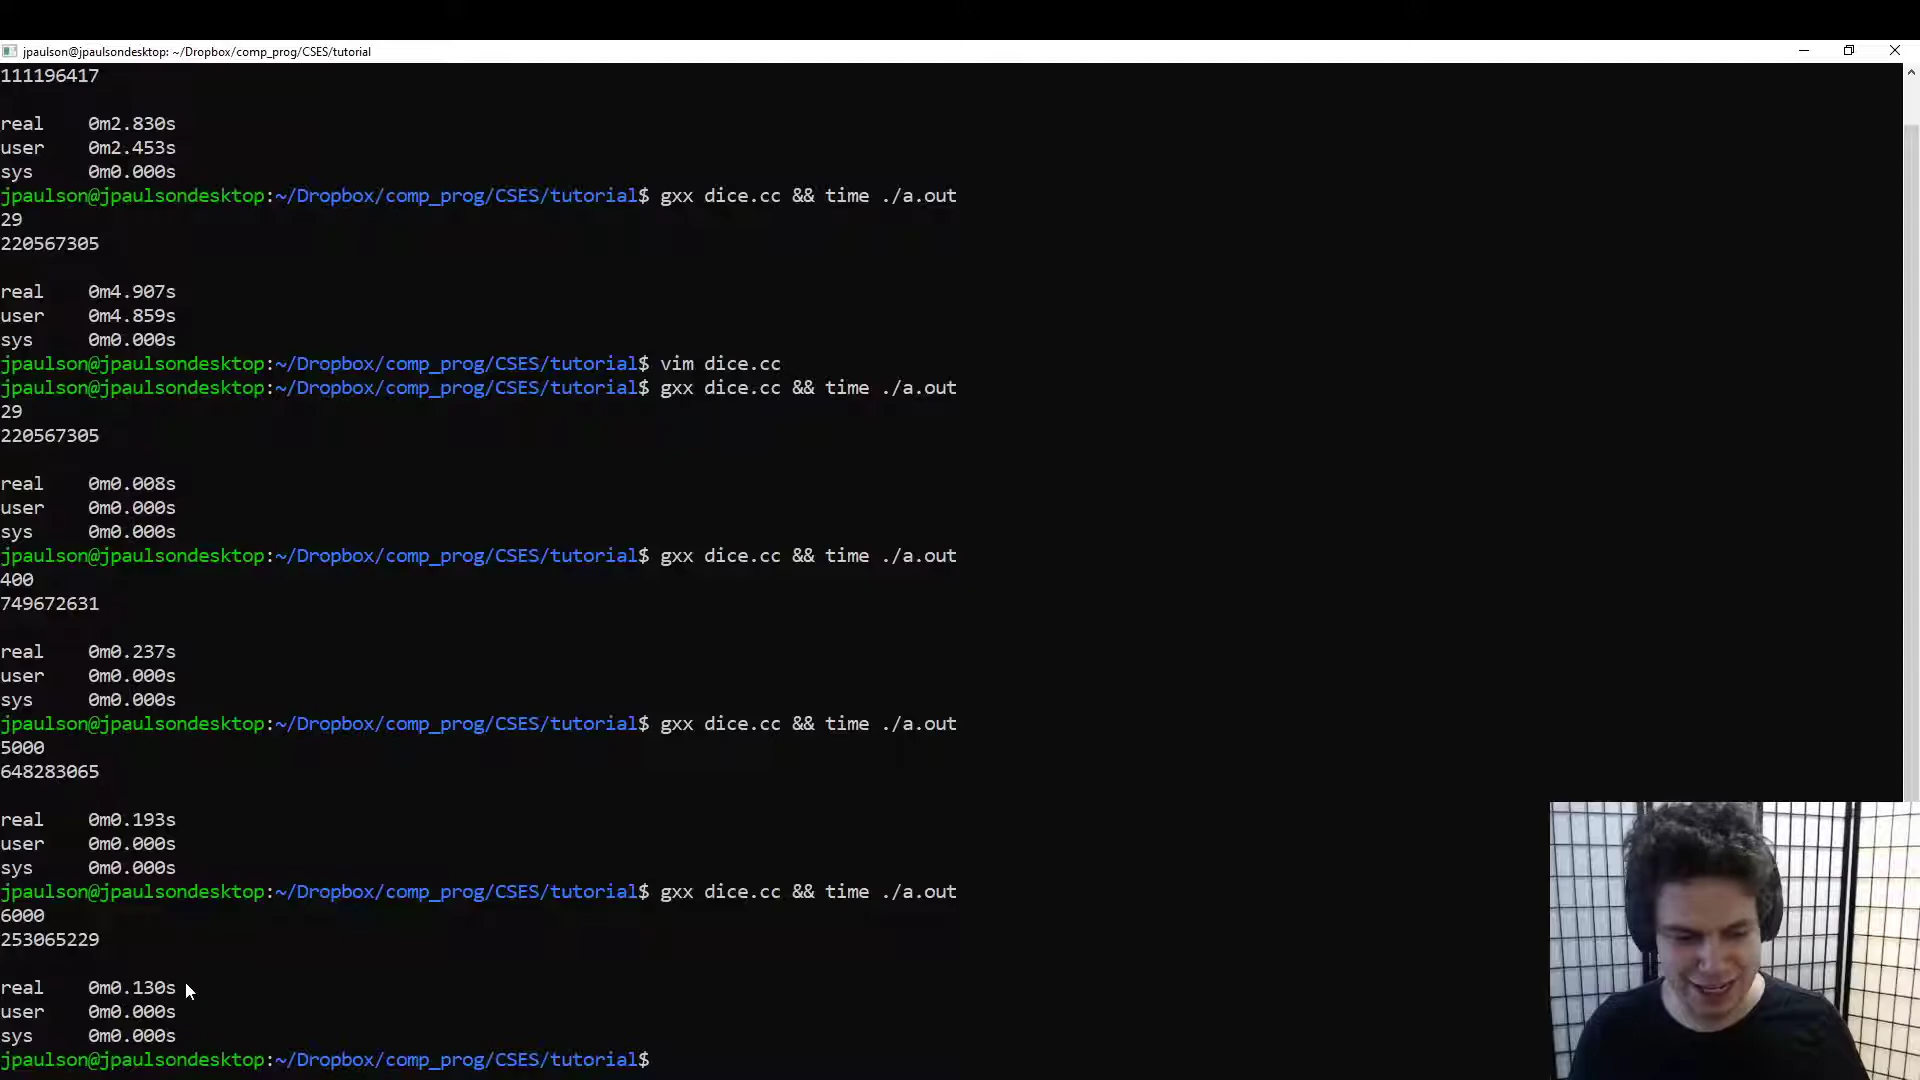 jpaulson@jpaulsondesktop: ~/Dropbox/comp_prog/CSES/tutorial
111196417
real    0m2.830s
user    0m2.453s
sys     0m0.000s
jpaulson@jpaulsondesktop:~/Dropbox/comp_prog/CSES/tutorial$ gxx dice.cc && time ./a.out
29
220567305
real    0m4.907s
user    0m4.859s
sys     0m0.000s
jpaulson@jpaulsondesktop:~/Dropbox/comp_prog/CSES/tutorial$ vim dice.cc
jpaulson@jpaulsondesktop:~/Dropbox/comp_prog/CSES/tutorial$ gxx dice.cc && time ./a.out
29
220567305
real    0m0.008s
user    0m0.000s
sys     0m0.000s
jpaulson@jpaulsondesktop:~/Dropbox/comp_prog/CSES/tutorial$ gxx dice.cc && time ./a.out
400
749672631
real    0m0.237s
user    0m0.000s
sys     0m0.000s
jpaulson@jpaulsondesktop:~/Dropbox/comp_prog/CSES/tutorial$ gxx dice.cc && time ./a.out
5000
648283065
real    0m0.193s
user    0m0.000s
sys     0m0.000s
jpaulson@jpaulsondesktop:~/Dropbox/comp_prog/CSES/tutorial$ gxx dice.cc && time ./a.out
6000
253065229
real    0m0.130s
user    0m0.000s
sys     0m0.000s
jpaulson@jpaulsondesktop:~/Dropbox/comp_prog/CSES/tutorial$